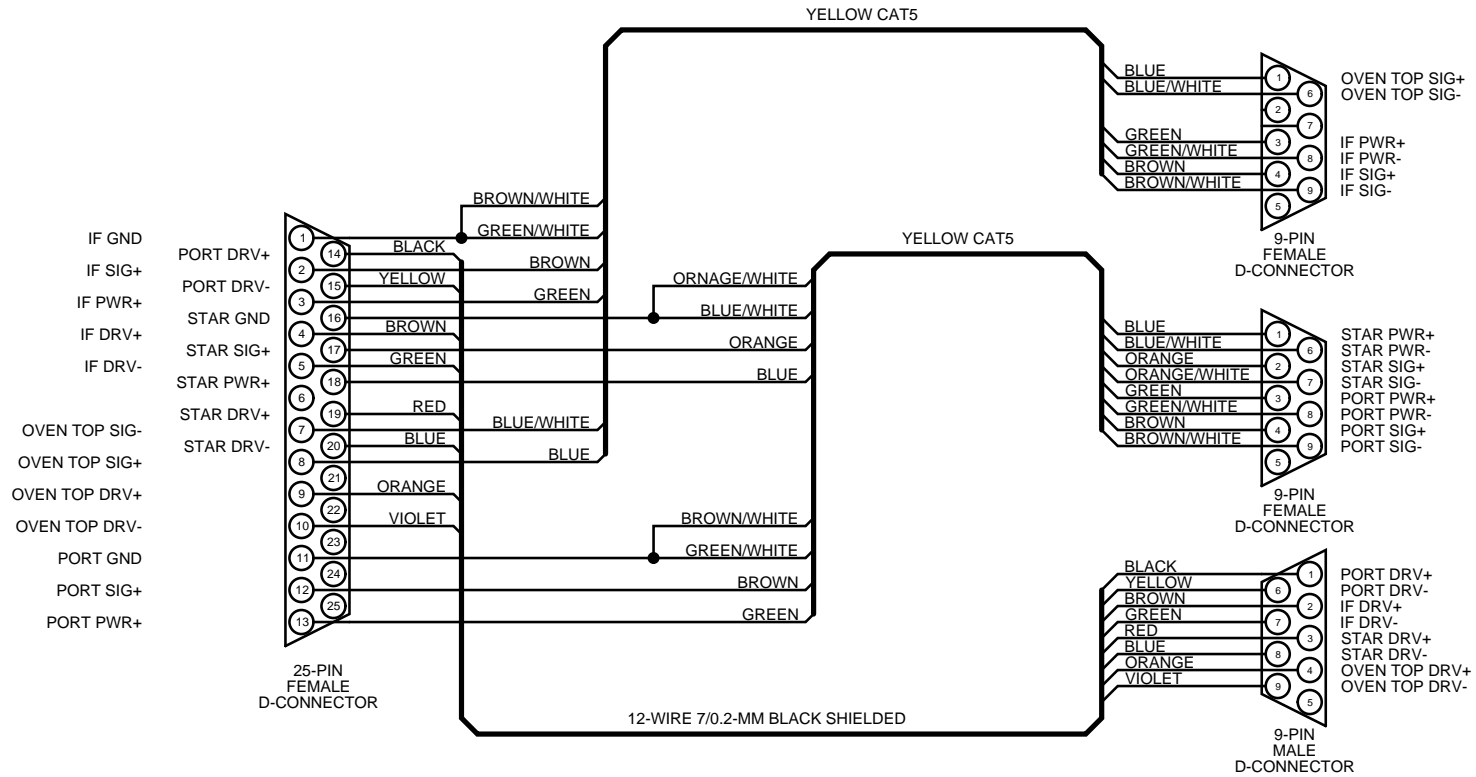 YELLOW CAT5
BLUE
BLUE/WHITE
GREEN
GREEN/WHITE
BROWN
BROWN/WHITE
1
6
2
7
3
8
4
9
5
OVEN TOP SIG+
OVEN TOP SIG-
IF PWR+
IF PWR-
IF SIG+
IF SIG-
9-PIN
FEMALE
D-CONNECTOR
IF GND
IF SIG+
IF PWR+
IF DRV+
IF DRV-
OVEN TOP SIG-
OVEN TOP SIG+
OVEN TOP DRV+
OVEN TOP DRV-
PORT GND
PORT SIG+
PORT PWR+
PORT DRV+
PORT DRV-
STAR GND
STAR SIG+
STAR PWR+
STAR DRV+
STAR DRV-
1
2
3
4
5
6
7
8
9
10
11
12
13
14
15
16
17
18
19
20
21
22
23
24
25
25-PIN
FEMALE
D-CONNECTOR
BLACK
YELLOW
BROWN
GREEN
RED
BLUE
ORANGE
VIOLET
BROWN/WHITE
GREEN/WHITE
BROWN
GREEN
BLUE/WHITE
BLUE
YELLOW CAT5
ORNAGE/WHITE
BLUE/WHITE
ORANGE
BLUE
BROWN/WHITE
GREEN/WHITE
BROWN
GREEN
BLUE
BLUE/WHITE
ORANGE
ORANGE/WHITE
GREEN
GREEN/WHITE
BROWN
BROWN/WHITE
1
6
2
7
3
8
4
9
5
STAR PWR+
STAR PWR-
STAR SIG+
STAR SIG-
PORT PWR+
PORT PWR-
PORT SIG+
PORT SIG-
9-PIN
FEMALE
D-CONNECTOR
12-WIRE 7/0.2-MM BLACK SHIELDED
BLACK
YELLOW
BROWN
GREEN
RED
BLUE
ORANGE
VIOLET
1
6
2
7
3
8
4
9
5
PORT DRV+
PORT DRV-
IF DRV+
IF DRV-
STAR DRV+
STAR DRV-
OVEN TOP DRV+
OVEN TOP DRV-
9-PIN
MALE
D-CONNECTOR